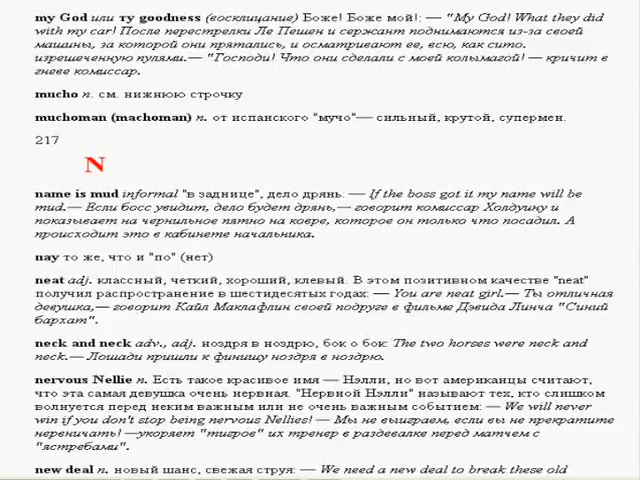 my God или ту goodness (восклицание) Боже! Боже мой!: — "My God! What they did
with my car! После перестрелки Ле Пешен и сержант поднимаются из-за своей
машины, за которой они прятались, и осматривают ее, всю, как сито.
изрешеченную пулями.— "Господи! Что они сделали с моей колымагой! — кричит в
гневе комиссар.
mucho n. см. нижнюю строчку
muchoman (machoman) n. от испанского "мучо"— сильный, крутой, супермен.
217
N
name is mud informal "в заднице", дело дрянь. — If the boss got it my name will be
mud.— Если босс увидит, дело будет дрянь,— говорит комиссар Холдуину и
показывает на чернильное пятно на ковре, которое он только что посадил. А
происходит это в кабинете начальника.
nay то же, что и "no" (нет)
neat adj. классный, четкий, хороший, клевый. В этом позитивном качестве "neat"
получил распространение в шестидесятых годах: — You are neat girl.— Ты отличная
девушка,— говорит Кайл Маклафлин своей подруге в фильме Дэвида Линча "Синий
бархат".
neck and neck adv., adj. ноздря в ноздрю, бок о бок: The two horses were neck and
neck.— Лошади пришли к финишу ноздря в ноздрю.
nervous Nellie n. Есть такое красивое имя — Нэлли, но вот американцы считают,
что эта самая девушка очень нервная. "Нервной Нэлли" называют тех, кто слишком
волнуется перед неким важным или не очень важным событием: — We will never
win if you don't stop being nervous Nellies! — Мы не выиграем, если вы не прекратите
нервничать! —укоряет "тигров" их тренер в раздевалке перед матчем с
"ястребами".
new deal n. новый шанс, свежая струя: — We need a new deal to break these old